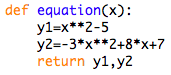 def equation(x):
    y1=x**2-5
    y2=-3*x**2+8*x+7
    return y1,y2